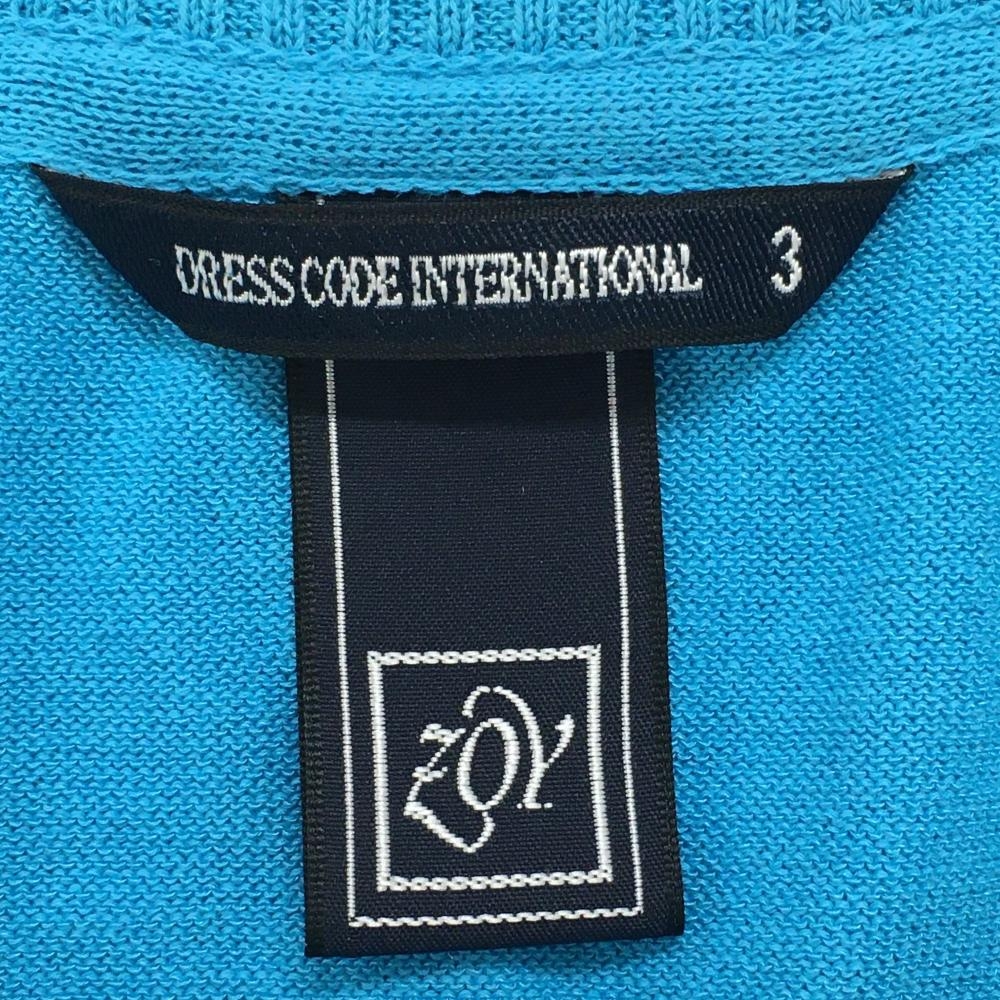 DRESS CODE INTERNATIONAL 3
ZOY